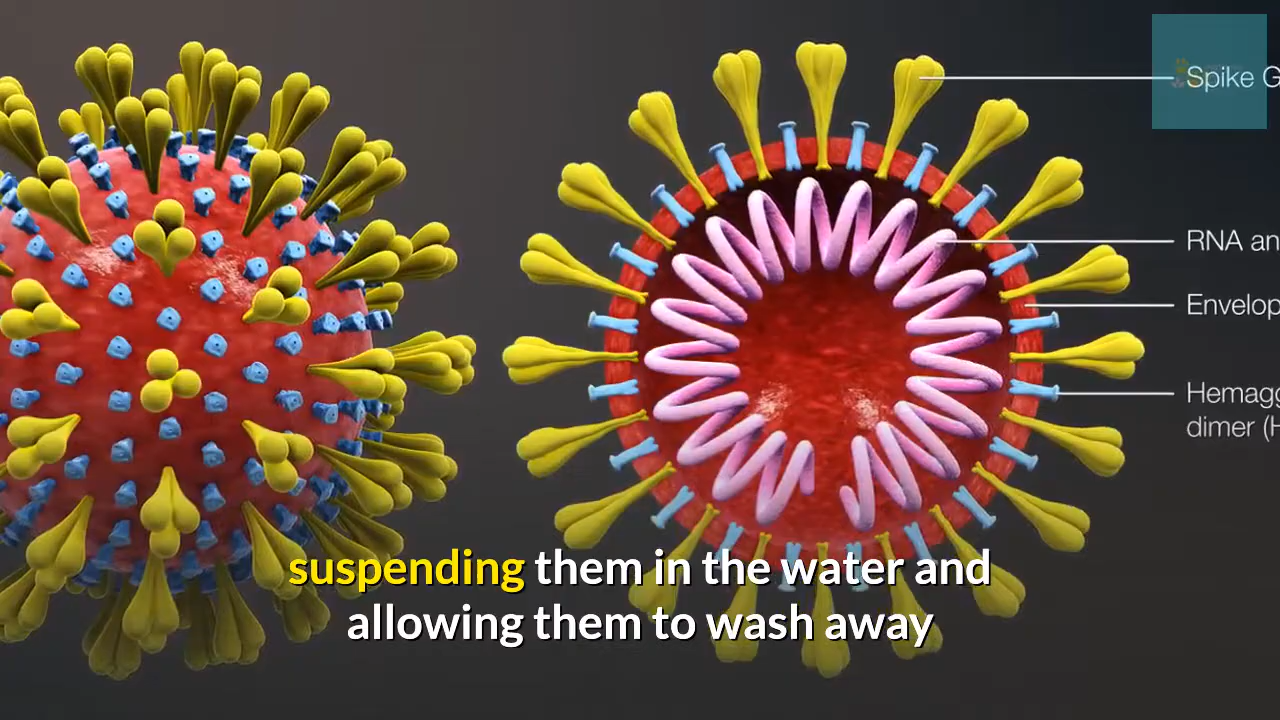 Spike G
RNA an
Envelop
Hemagg
dimer (H
suspending them in the water and
allowing them to wash away